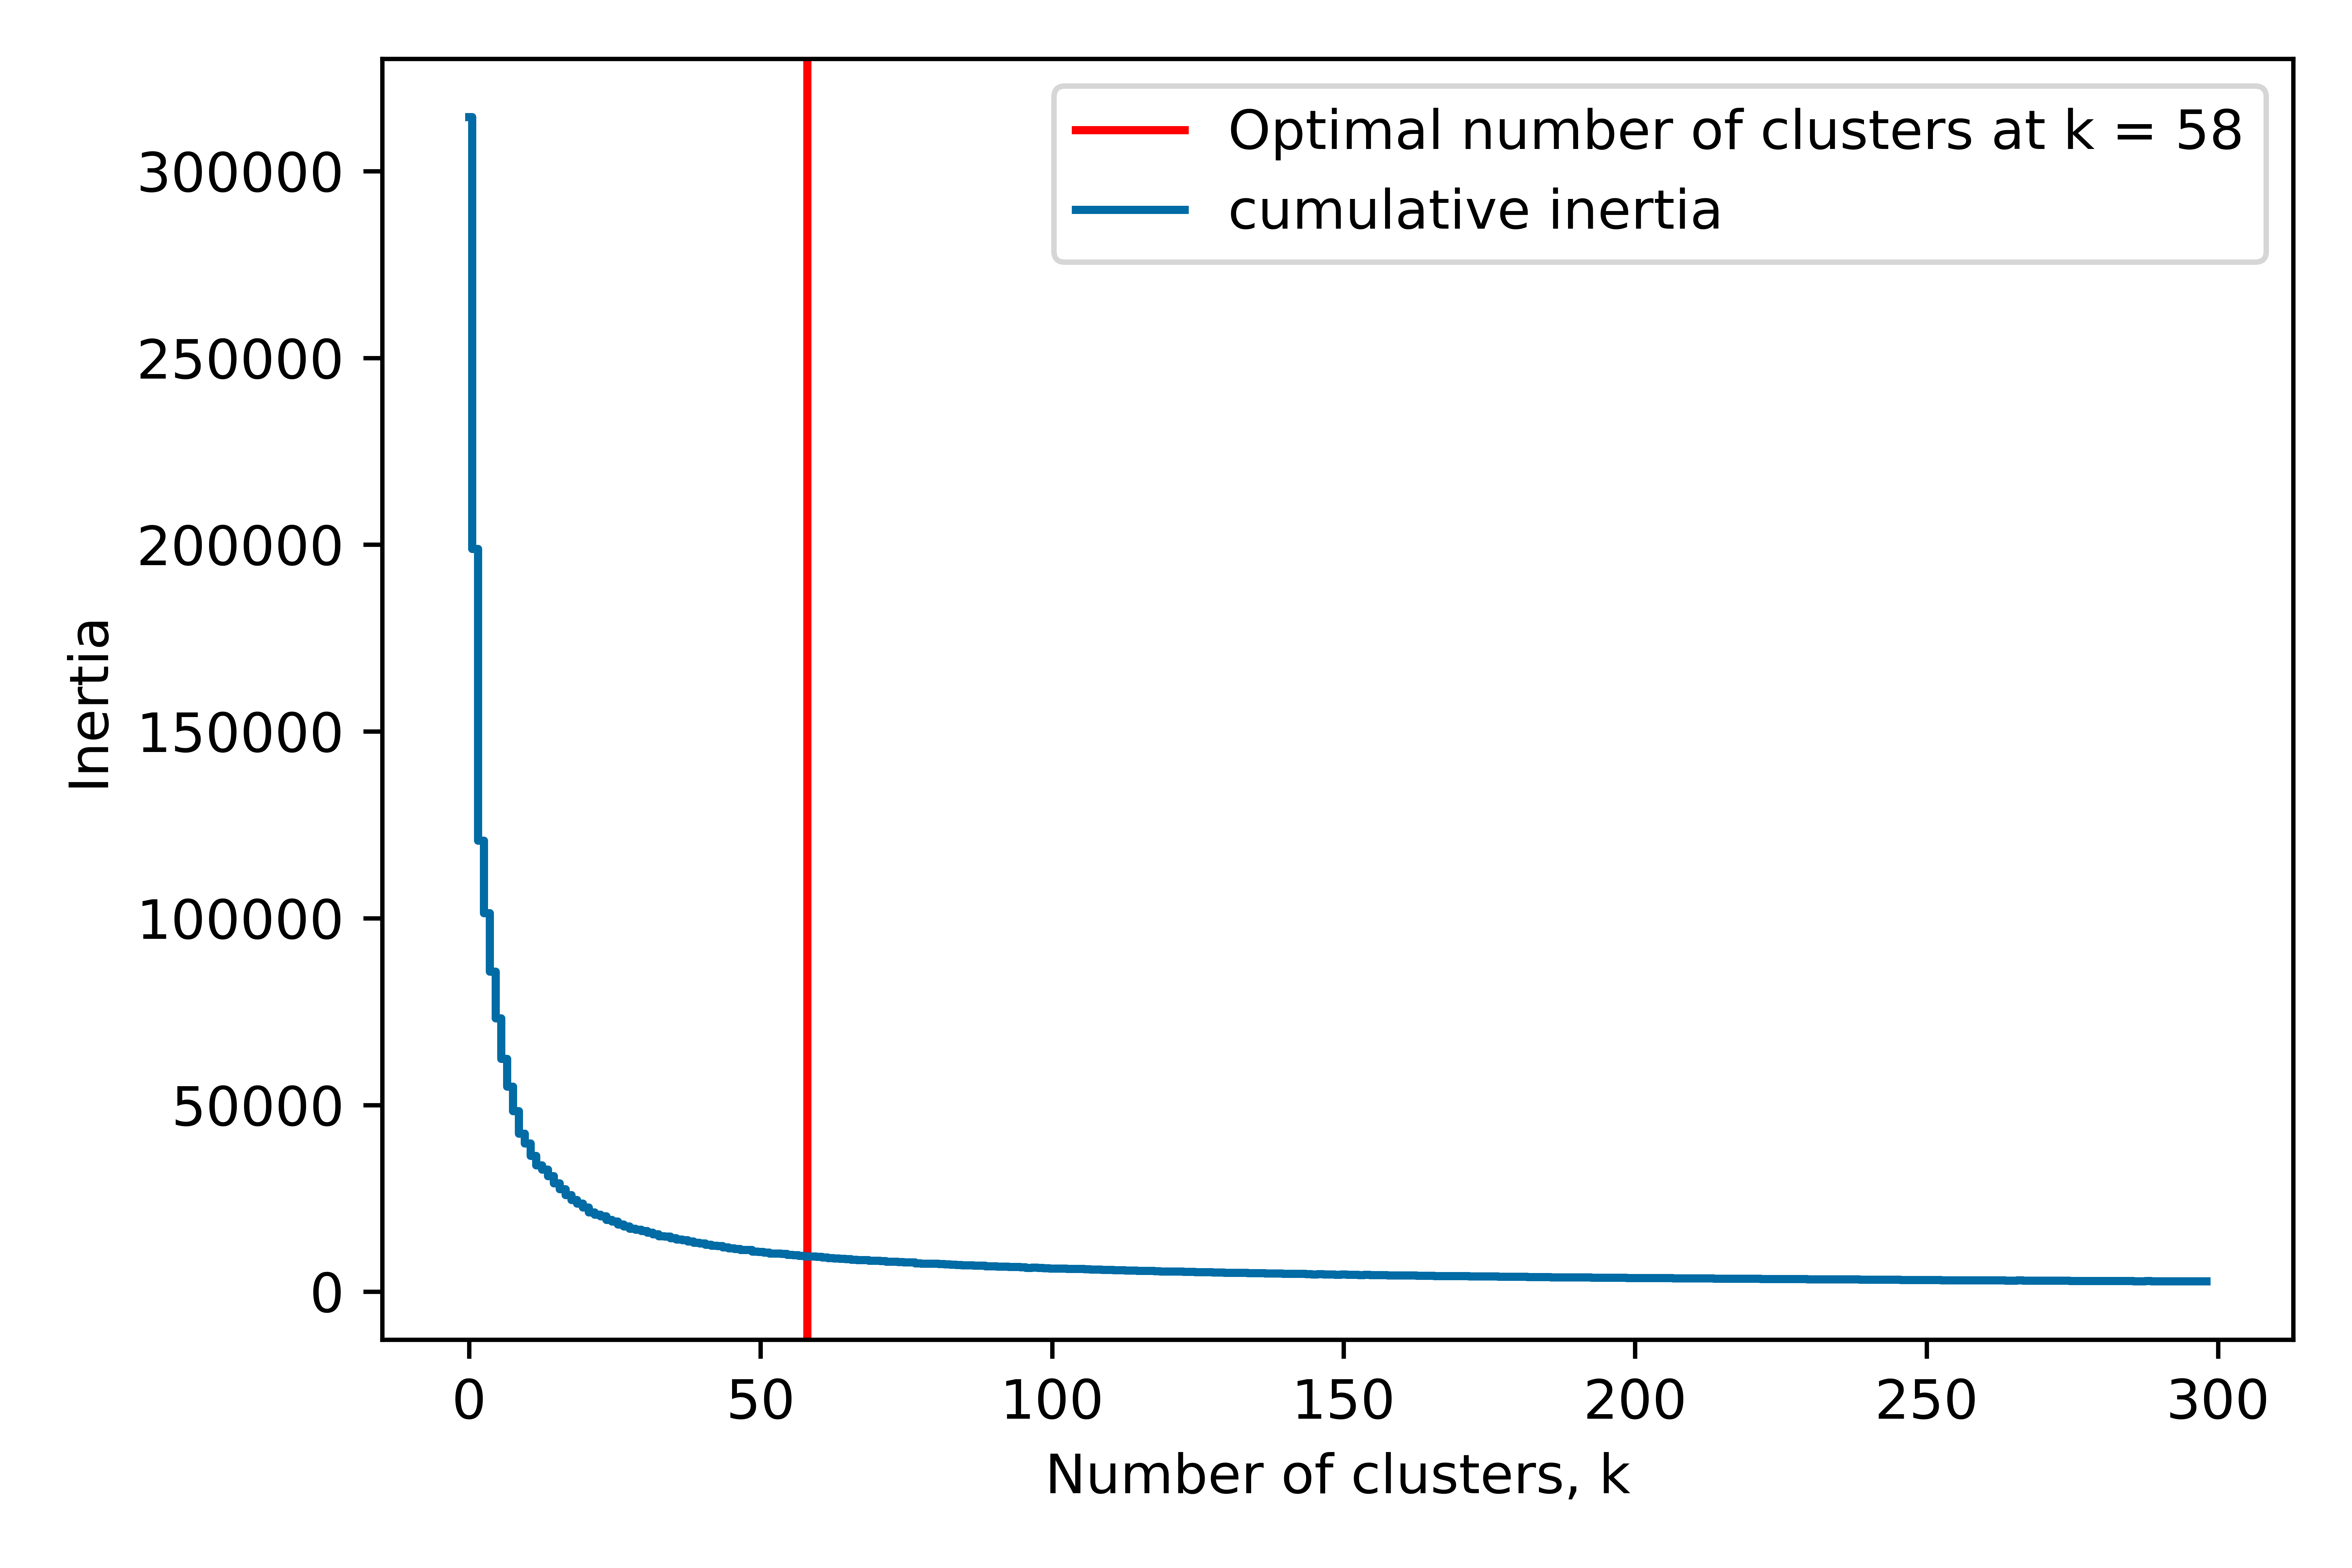 Optimal number of clusters at k = 58
cumulative inertia
300000
250000
200000
150000
100000
50000
0
Inertia
0 50 100 150 200 250 300
Number of clusters, k